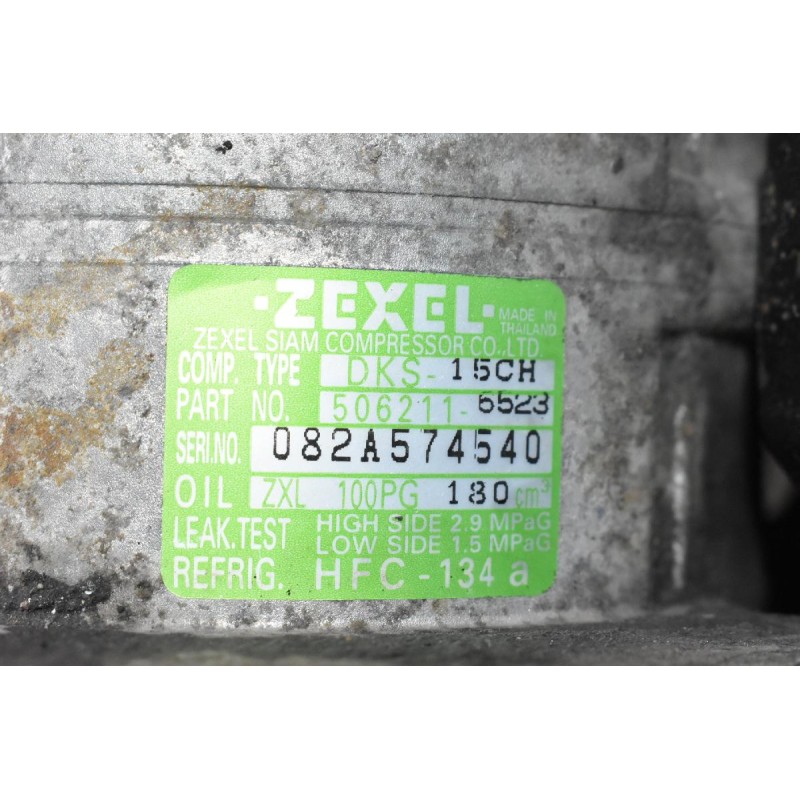 ·ZEXEL· MADE IN
THAILAND
ZEXEL SIAM COMPRESSOR CO.,LTD.
COMP. TYPE DKS-15CH
PART NO. 506211-6523
SERI.NO. 082A574540
OIL ZXL 100PG 180 cm³
LEAK.TEST HIGH SIDE 2.9 MPaG
LOW SIDE 1.5 MPaG
REFRIG. HFC-134a